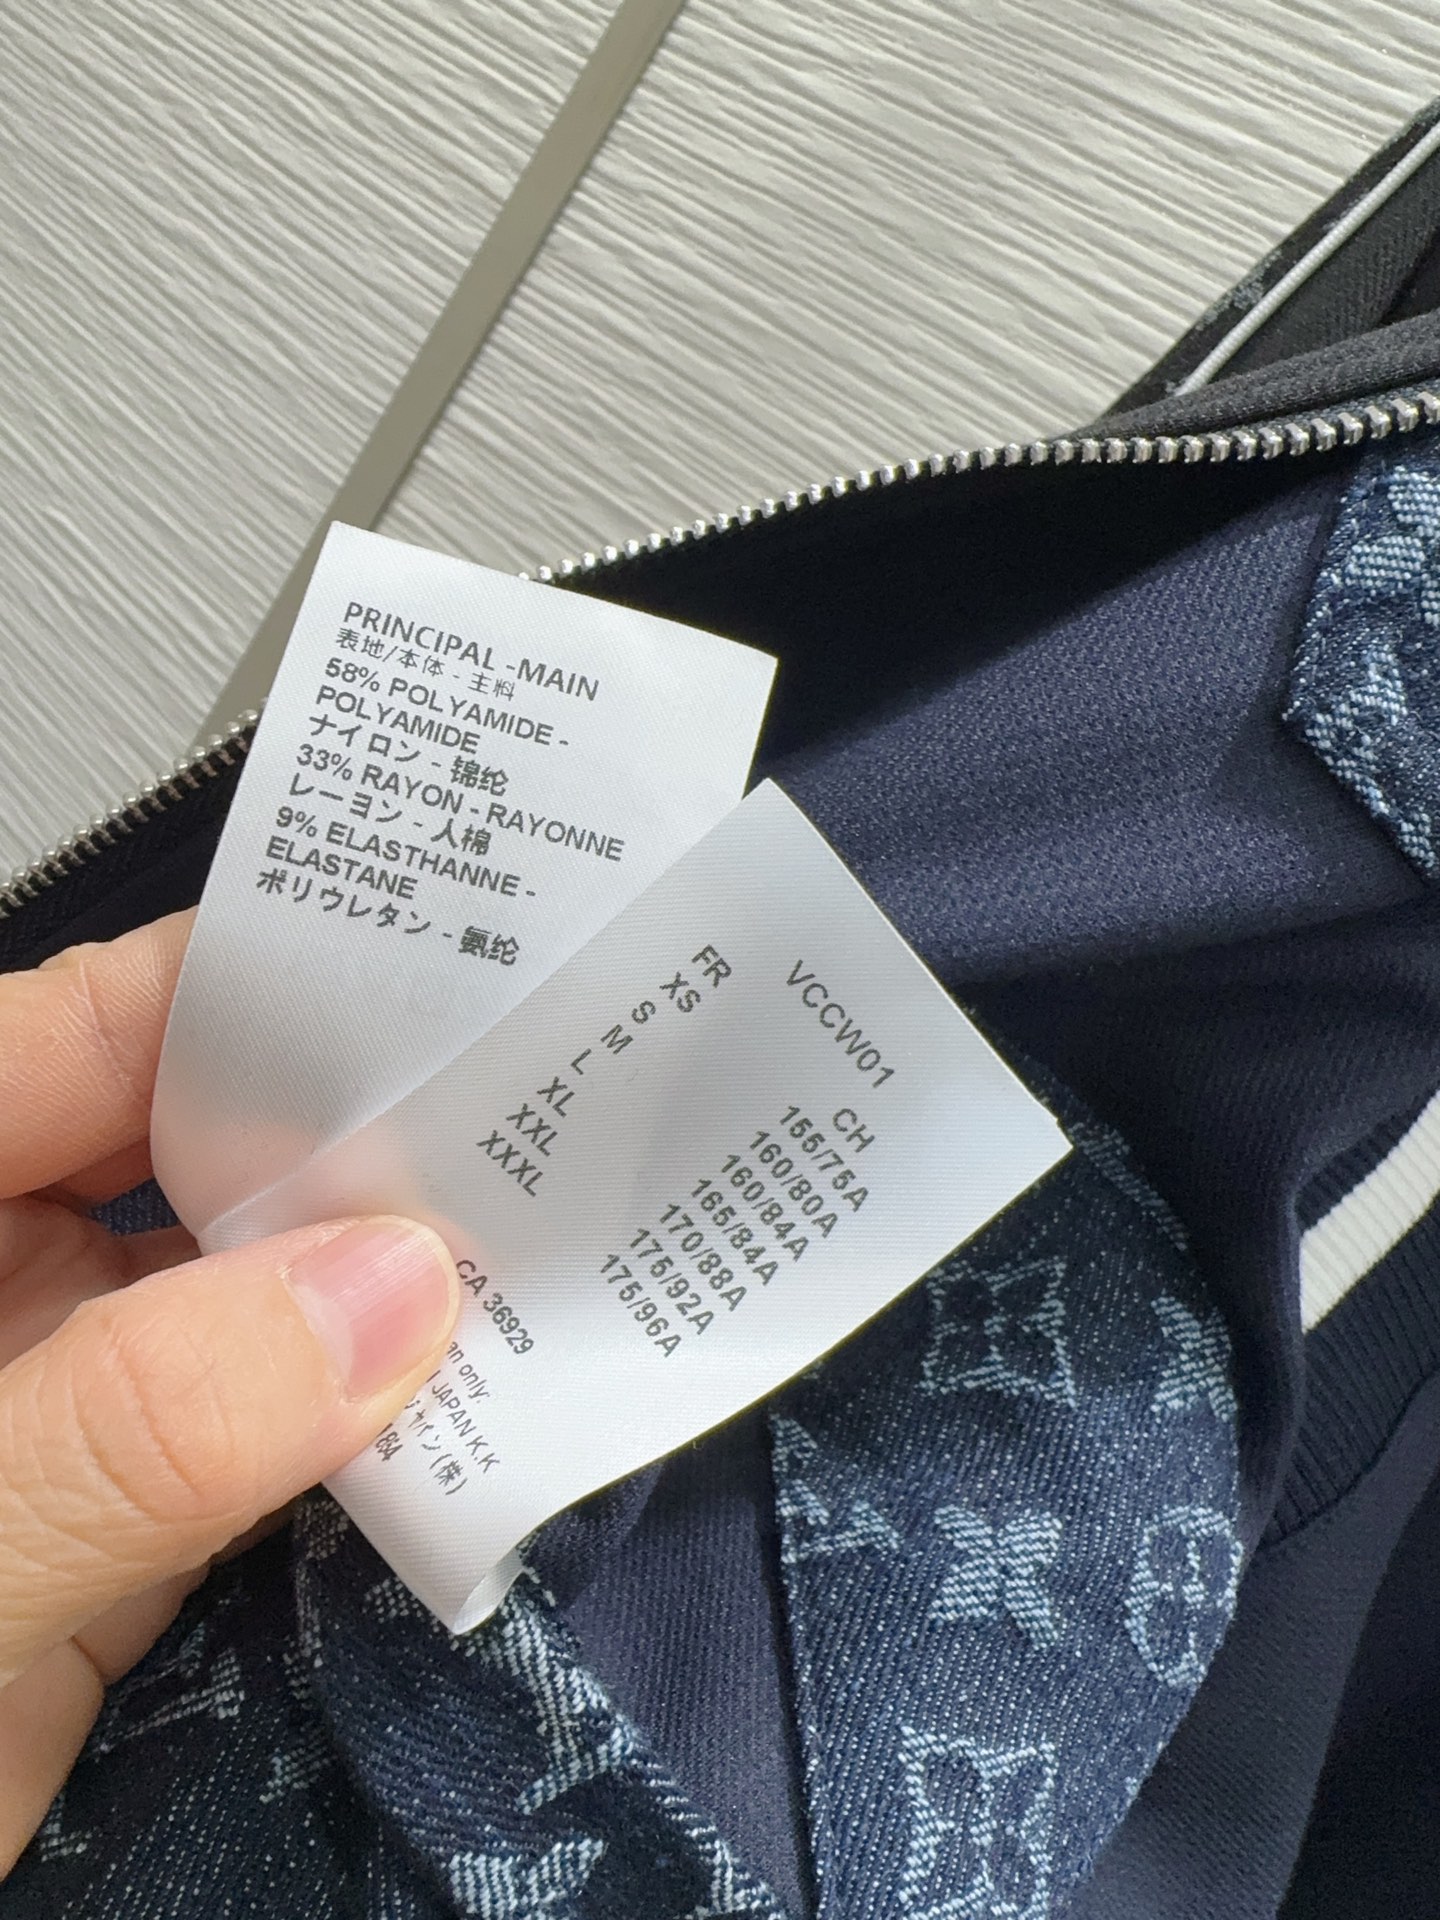 PRINCIPAL -MAIN
表地/本体 - 主料
58% POLYAMIDE -
POLYAMIDE
ナイロン - 锦纶
33% RAYON - RAYONNE
レーヨン - 人棉
9% ELASTHANNE -
ELASTANE
ポリウレタン - 氨纶
VCCW01
FR CH
XS 155/75A
S 160/80A
M 160/84A
L 165/84A
XL 170/88A
XXL 175/92A
XXXL 175/96A
CA 36929
only:
JAPAN K.K
(株)